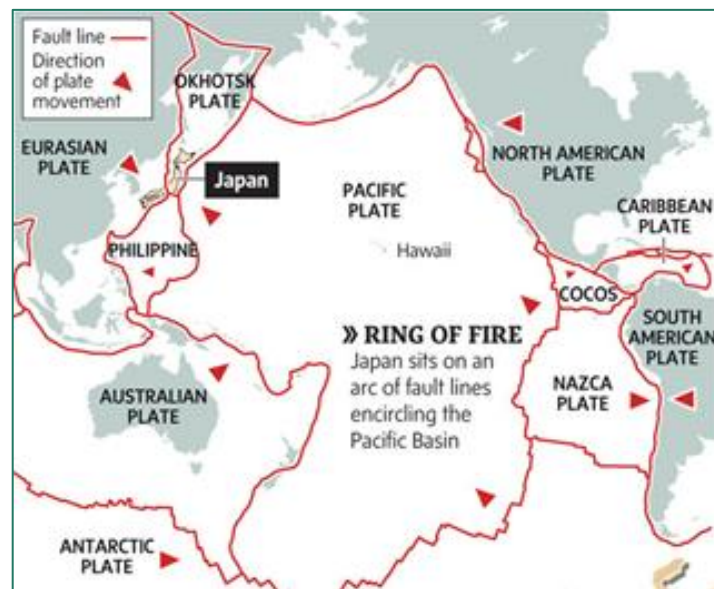 Fault line
Direction
of plate
movement
OKHOTSK
PLATE
EURASIAN
PLATE
Japan
NORTH AMERICAN
PLATE
PACIFIC
PLATE
CARIBBEAN
PLATE
PHILIPPINE
Hawaii
COCOS
» RING OF FIRE
Japan sits on an
arc of fault lines
encircling the
Pacific Basin
SOUTH
AMERICAN
PLATE
NAZCA
PLATE
AUSTRALIAN
PLATE
ANTARCTIC
PLATE